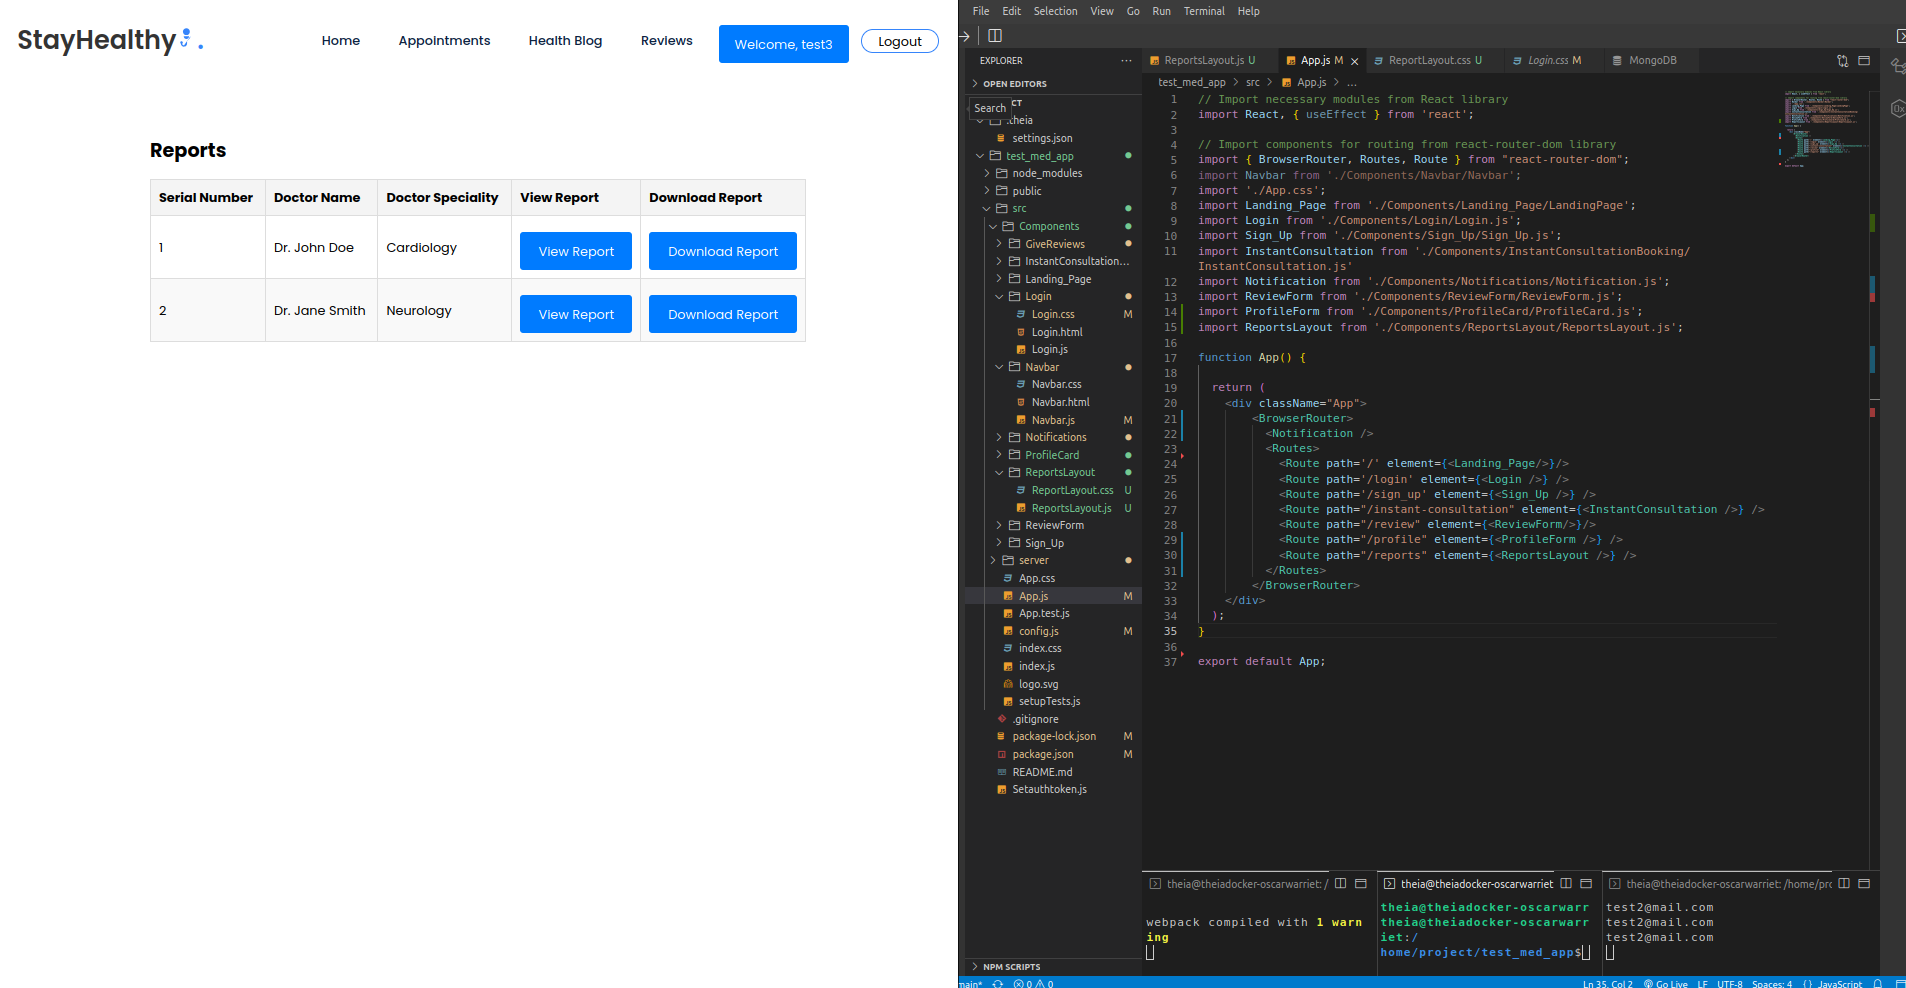 StayHealthy
Home
Appointments
Health Blog
Reviews
Welcome, test3
Logout
Reports
Serial Number Doctor Name Doctor Speciality View Report Download Report
1 Dr. John Doe Cardiology View Report Download Report
2 Dr. Jane Smith Neurology View Report Download Report
File Edit Selection View Go Run Terminal Help
EXPLORER
OPEN EDITORS
Search
CT
.theia
settings.json
test_med_app
node_modules
public
src
Components
GiveReviews
InstantConsultation...
Landing_Page
Login
Login.css M
Login.html
Login.js
Navbar
Navbar.css
Navbar.html
Navbar.js M
Notifications
ProfileCard
ReportsLayout
ReportLayout.css U
ReportsLayout.js U
ReviewForm
Sign_Up
server
App.css
App.js M
App.test.js
config.js M
index.css
index.js
logo.svg
setupTests.js
.gitignore
package-lock.json M
package.json M
README.md
Setauthtoken.js
NPM SCRIPTS
ReportsLayout.js U App.js M ReportLayout.css U Login.css M MongoDB
test_med_app > src > App.js > ...
1 // Import necessary modules from React library
2 import React, { useEffect } from 'react';
3
4 // Import components for routing from react-router-dom library
5 import { BrowserRouter, Routes, Route } from "react-router-dom";
6 import Navbar from './Components/Navbar/Navbar';
7 import './App.css';
8 import Landing_Page from './Components/Landing_Page/LandingPage';
9 import Login from './Components/Login/Login.js';
10 import Sign_Up from './Components/Sign_Up/Sign_Up.js';
11 import InstantConsultation from './Components/InstantConsultationBooking/
InstantConsultation.js'
12 import Notification from './Components/Notifications/Notification.js';
13 import ReviewForm from './Components/ReviewForm/ReviewForm.js';
14 import ProfileForm from './Components/ProfileCard/ProfileCard.js';
15 import ReportsLayout from './Components/ReportsLayout/ReportsLayout.js';
16
17 function App() {
18
19 return (
20 <div className="App">
21 <BrowserRouter>
22 <Notification />
23 <Routes>
24 <Route path='/' element={<Landing_Page/>}/>
25 <Route path='/login' element={<Login />} />
26 <Route path='/sign_up' element={<Sign_Up />} />
27 <Route path="/instant-consultation" element={<InstantConsultation />} />
28 <Route path="/review" element={<ReviewForm/>}/>
29 <Route path="/profile" element={<ProfileForm />} />
30 <Route path="/reports" element={<ReportsLayout />} />
31 </Routes>
32 </BrowserRouter>
33 </div>
34 );
35 }
36
37 export default App;
theia@theiadocker-oscarwarriet: /
webpack compiled with 1 warn
ing
theia@theiadocker-oscarwarriet
theia@theiadocker-oscarwarr
theia@theiadocker-oscarwarr
iet:/
home/project/test_med_app$
theia@theiadocker-oscarwarriet: /home/prc
test2@mail.com
test2@mail.com
test2@mail.com
main* 0 0
Ln 35, Col 2 Go Live LF UTF-8 Spaces: 4 {} JavaScript